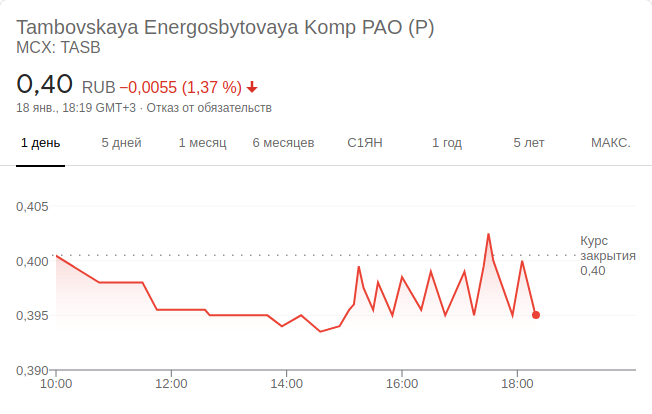 Tambovskaya Energosbytovaya Komp PAO (P)
MCX: TASB
0,40 RUB −0,0055 (1,37 %)
18 янв., 18:19 GMT+3 · Отказ от обязательств
1 день 5 дней 1 месяц 6 месяцев С1ЯН 1 год 5 лет МАКС.
0,405
Курс
закрытия
0,40
0,400
0,395
0,390
10:00 12:00 14:00 16:00 18:00